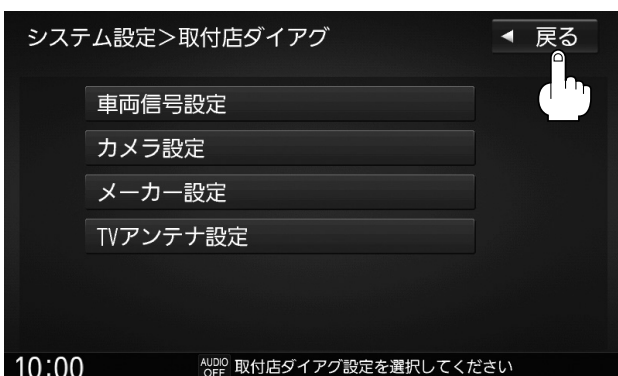 システム設定＞取付店ダイアグ
◀ 戻る
車両信号設定
カメラ設定
メーカー設定
TVアンテナ設定
10:00
AUDIO
OFF
取付店ダイアグ設定を選択してください